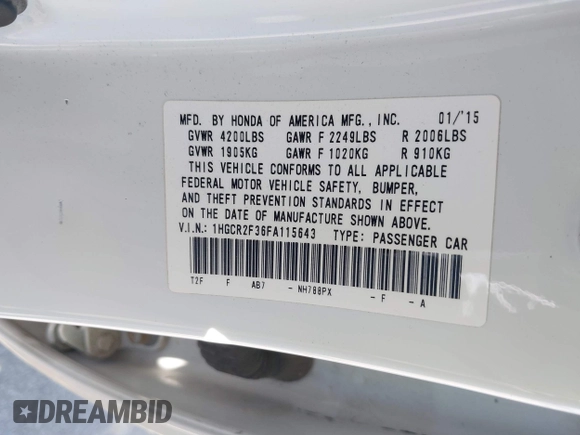 MFD. BY HONDA OF AMERICA MFG., INC. 01/'15
GVWR 4200LBS GAWR F 2249LBS R 2006LBS
GVWR 1905KG GAWR F 1020KG R 910KG
THIS VEHICLE CONFORMS TO ALL APPLICABLE
FEDERAL MOTOR VEHICLE SAFETY, BUMPER,
AND THEFT PREVENTION STANDARDS IN EFFECT
ON THE DATE OF MANUFACTURE SHOWN ABOVE.
V.I.N.: 1HGCR2F36FA115643 TYPE: PASSENGER CAR
T2F F AB7 - NH788PX - F - A
DREAMBID